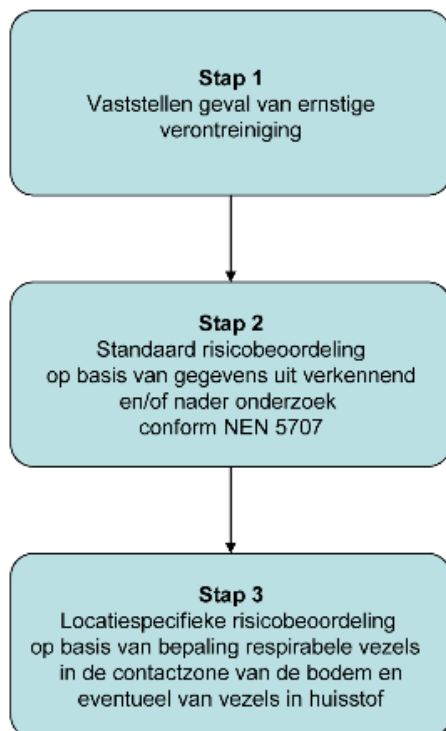 Stap 1
Vaststellen geval van ernstige
verontreiniging
Stap 2
Standaard risicobeoordeling
op basis van gegevens uit verkennend
en/of nader onderzoek
conform NEN 5707
Stap 3
Locatiespecifieke risicobeoordeling
op basis van bepaling respirabele vezels
in de contactzone van de bodem en
eventueel van vezels in huisstof